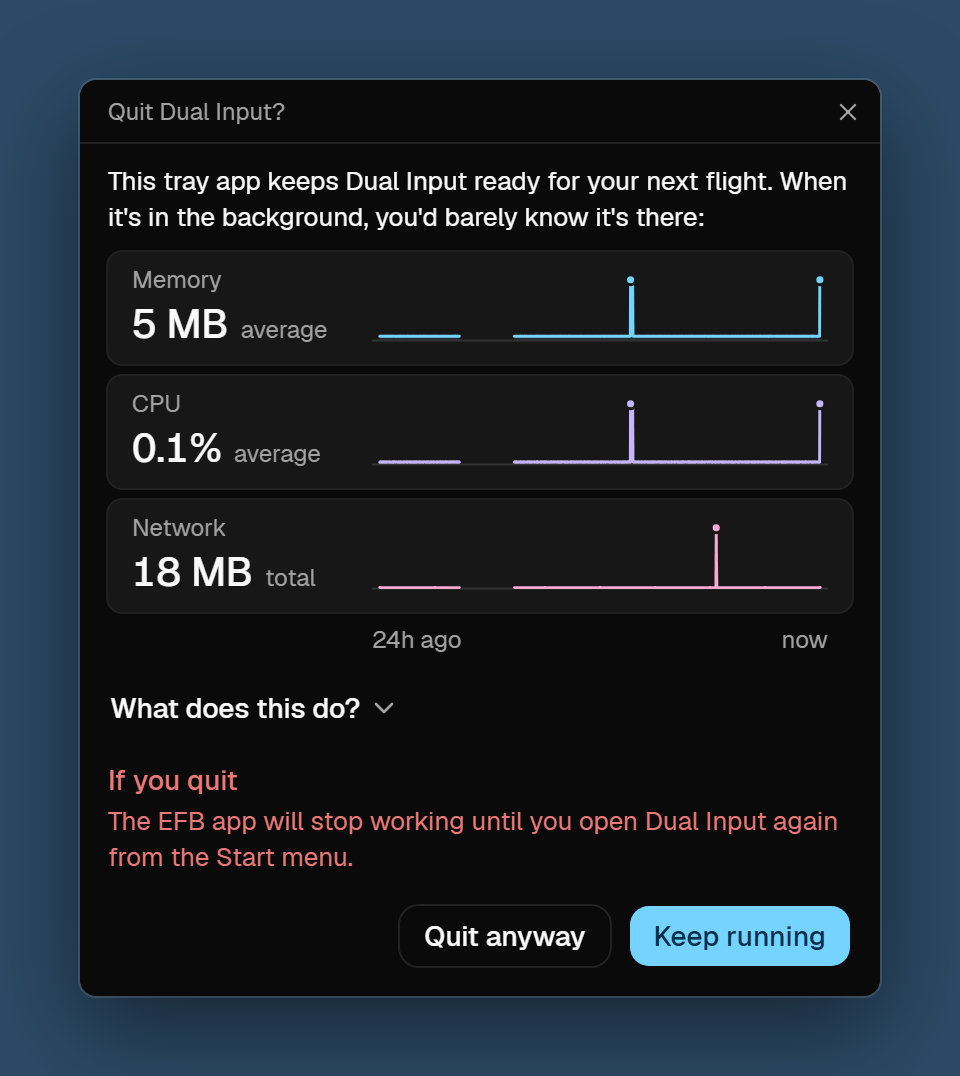 Quit Dual Input?
This tray app keeps Dual Input ready for your next flight. When
it's in the background, you'd barely know it's there:
Memory
5 MB average
CPU
0.1% average
Network
18 MB total
24h ago now
What does this do?
If you quit
The EFB app will stop working until you open Dual Input again
from the Start menu.
Quit anyway Keep running